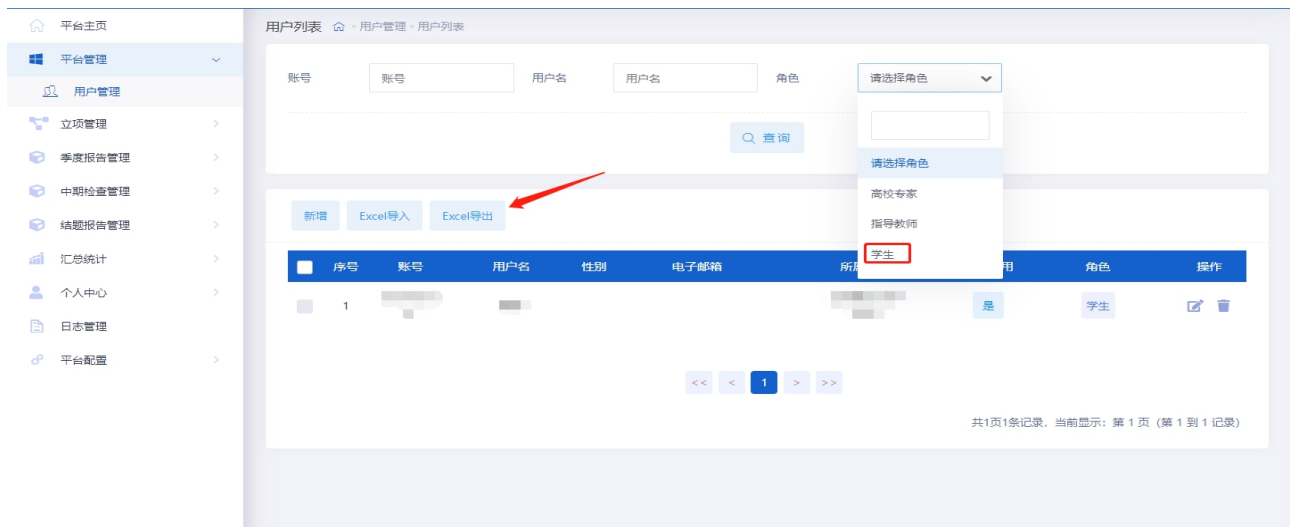 平台主页
平台管理
用户管理
立项管理
季度报告管理
中期检查管理
结题报告管理
汇总统计
个人中心
日志管理
平台配置
用户列表 - 用户管理 - 用户列表
账号 账号 用户名 用户名 角色 请选择角色
查询
请选择角色
高校专家
指导教师
学生
新增 Excel导入 Excel导出
序号 账号 用户名 性别 电子邮箱 角色 操作
1 是 学生
<< < 1 > >>
共1页1条记录,当前显示:第 1 页 (第 1 到 1 记录)